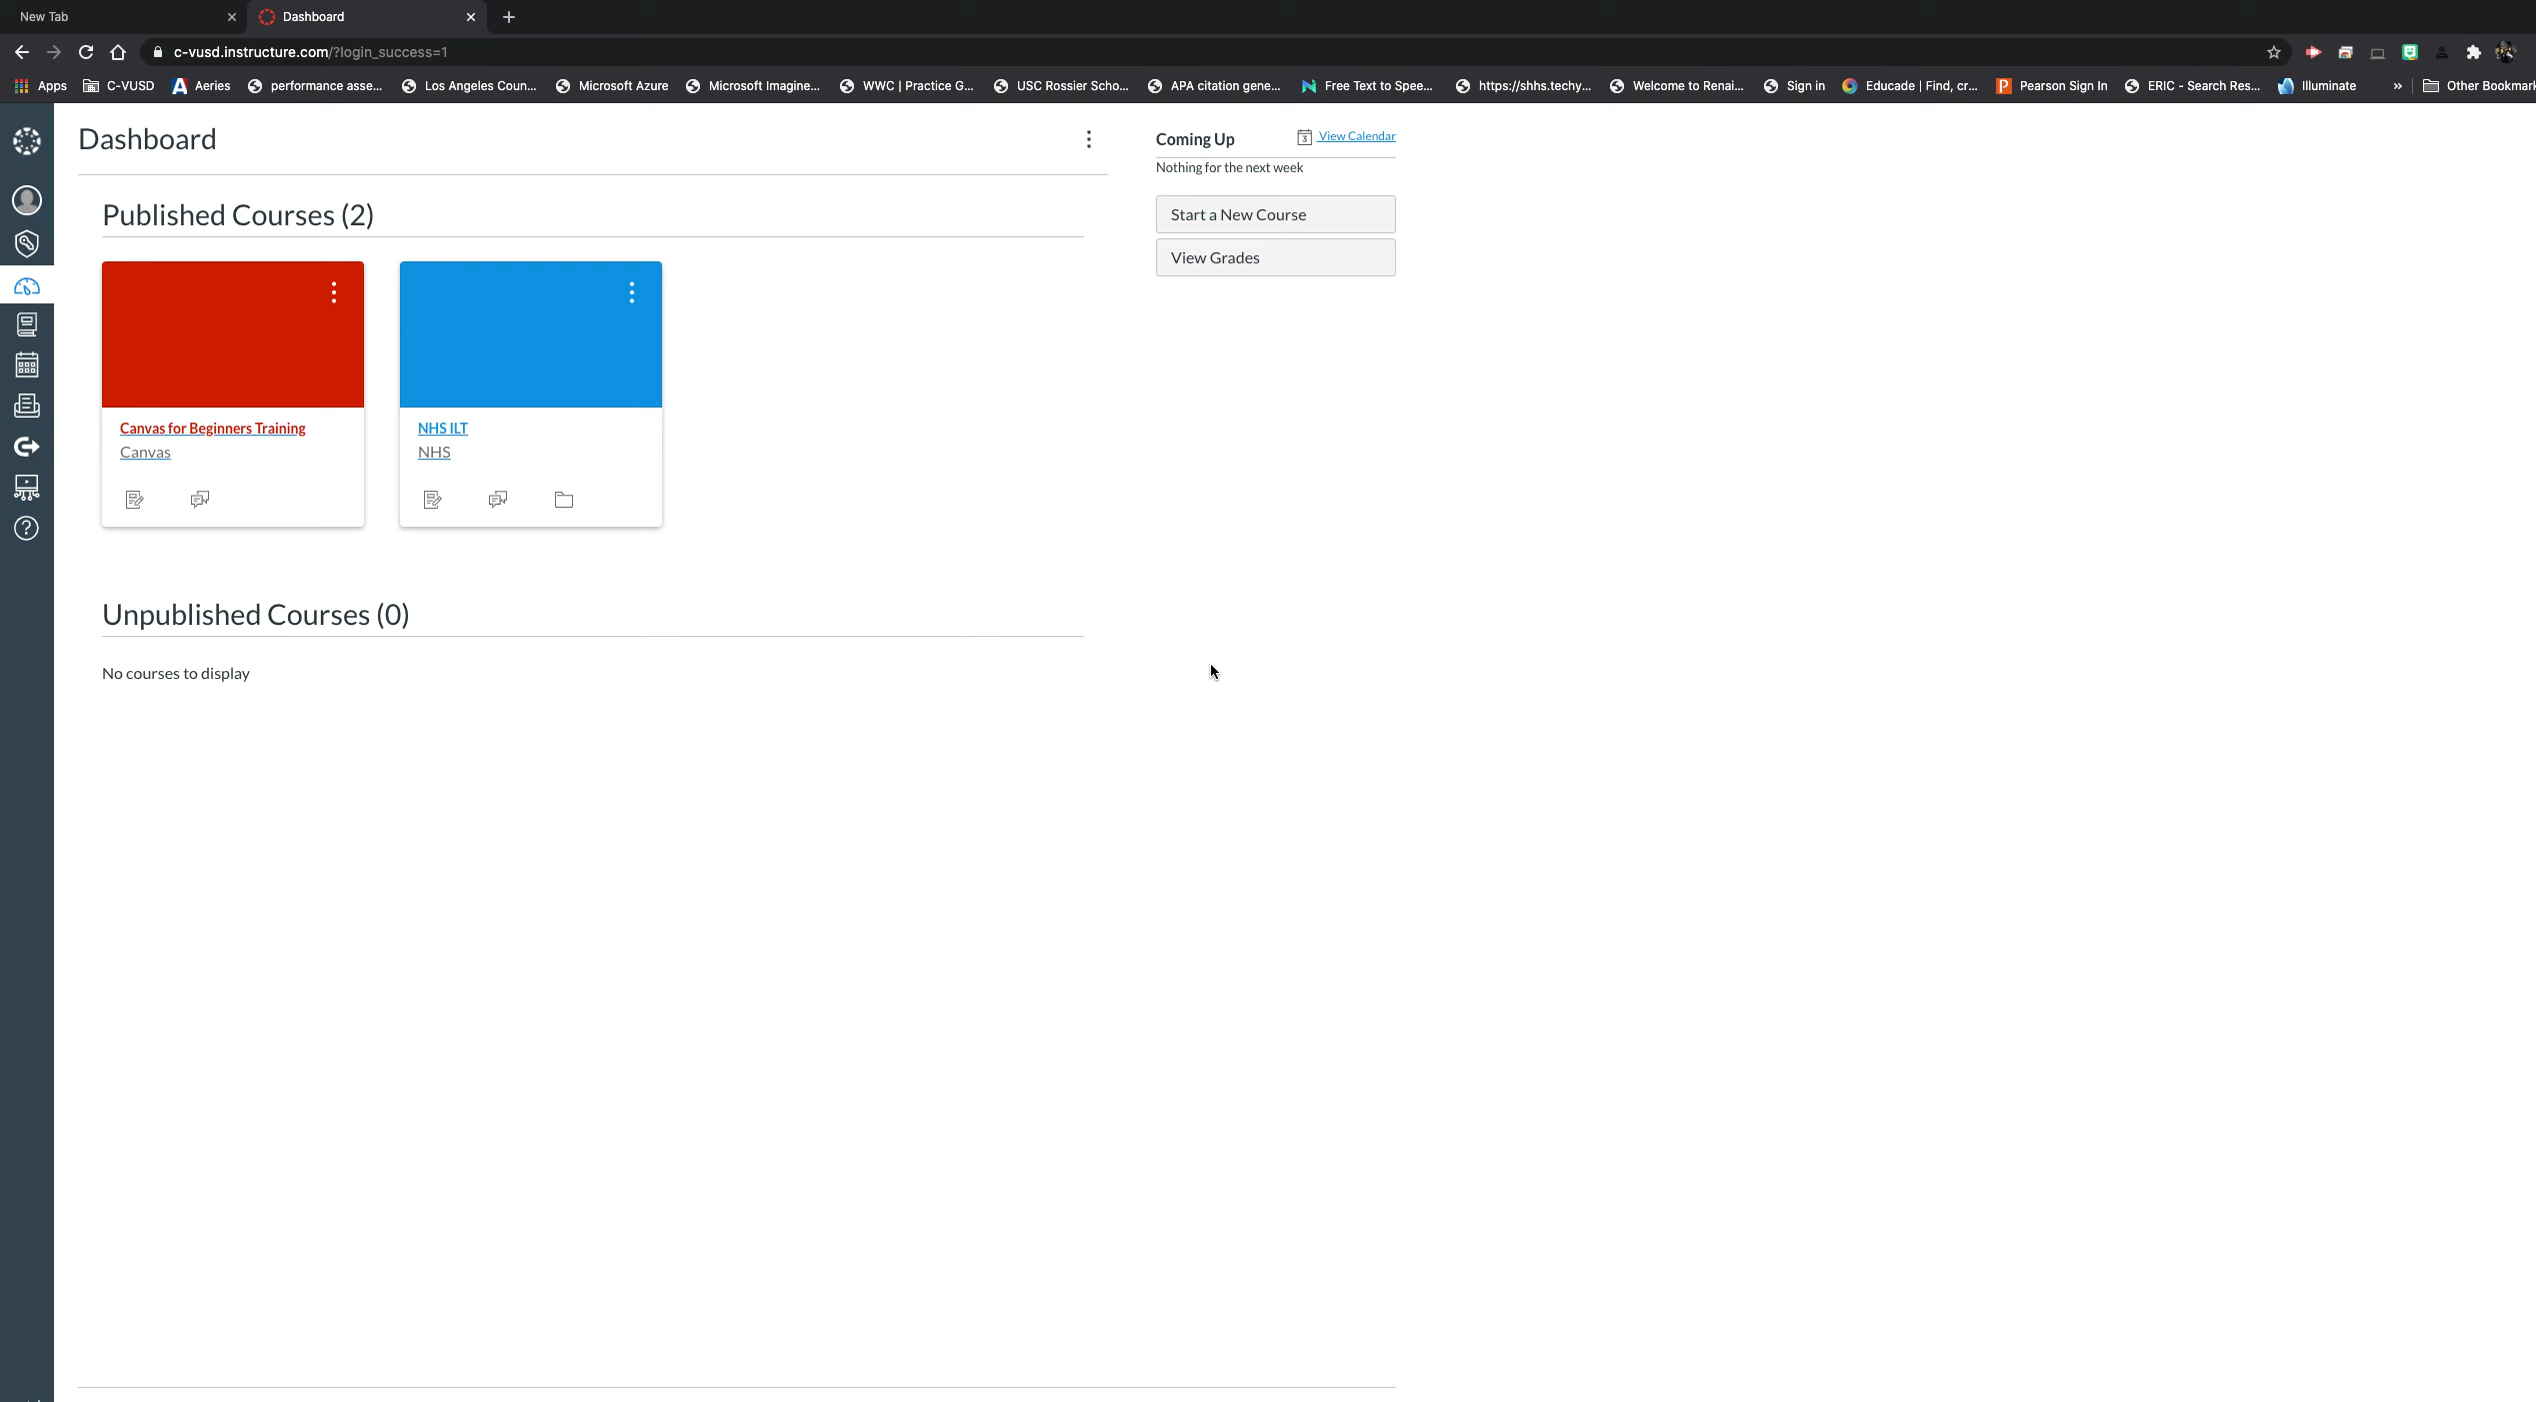 New Tab
Dashboard
c-vusd.instructure.com/?login_success=1
Apps C-VUSD Aeries performance asse... Los Angeles Coun... Microsoft Azure Microsoft Imagine... WWC | Practice G... USC Rossier Scho... APA citation gene... Free Text to Spee... https://shhs.techy... Welcome to Renai... Sign in Educade | Find, cr... Pearson Sign In ERIC - Search Res... Illuminate » Other Bookmark
Dashboard
Published Courses (2)
Canvas for Beginners Training
Canvas
NHS ILT
NHS
Unpublished Courses (0)
No courses to display
Coming Up
3 View Calendar
Nothing for the next week
Start a New Course
View Grades